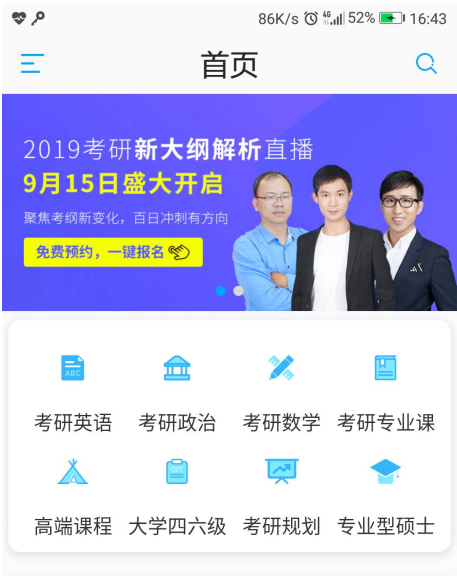 86K/s 4G 52% 16:43
首页
2019考研新大纲解析直播
9月15日盛大开启
聚焦考纲新变化，百日冲刺有方向
免费预约，一键报名
ABC
考研英语 考研政治 考研数学 考研专业课
CET
高端课程 大学四六级 考研规划 专业型硕士